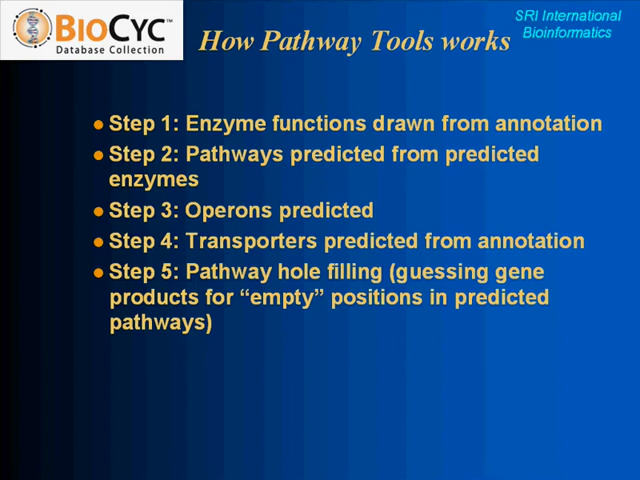 BIOCYC™
DATABASE COLLECTION
How Pathway Tools works
SRI International
Bioinformatics
● Step 1: Enzyme functions drawn from annotation
● Step 2: Pathways predicted from predicted
enzymes
● Step 3: Operons predicted
● Step 4: Transporters predicted from annotation
● Step 5: Pathway hole filling (guessing gene
products for “empty” positions in predicted
pathways)